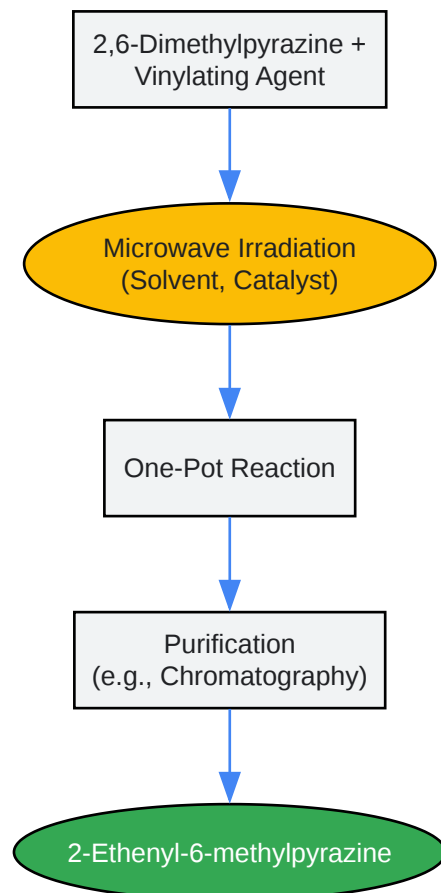 2,6-Dimethylpyrazine +
Vinylating Agent
Microwave Irradiation
(Solvent, Catalyst)
One-Pot Reaction
Purification
(e.g., Chromatography)
2-Ethenyl-6-methylpyrazine